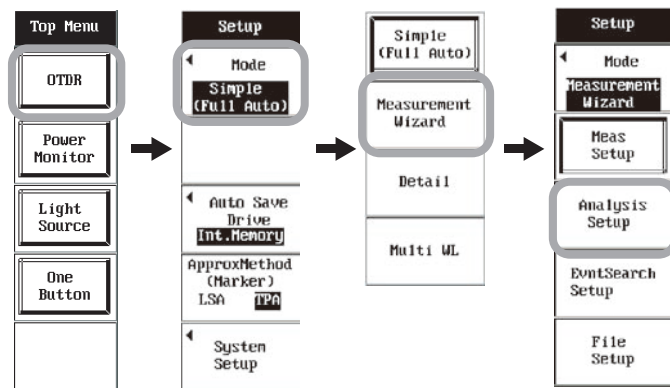 Top Menu
OTDR
Power
Monitor
Light
Source
One
Button
Setup
Mode
Simple
(Full Auto)
Auto Save
Drive
Int.Memory
ApproxMethod
(Marker)
LSA TPA
System
Setup
Simple
(Full Auto)
Measurement
Wizard
Detail
Multi WL
Setup
Mode
Measurement
Wizard
Meas
Setup
Analysis
Setup
EvntSearch
Setup
File
Setup